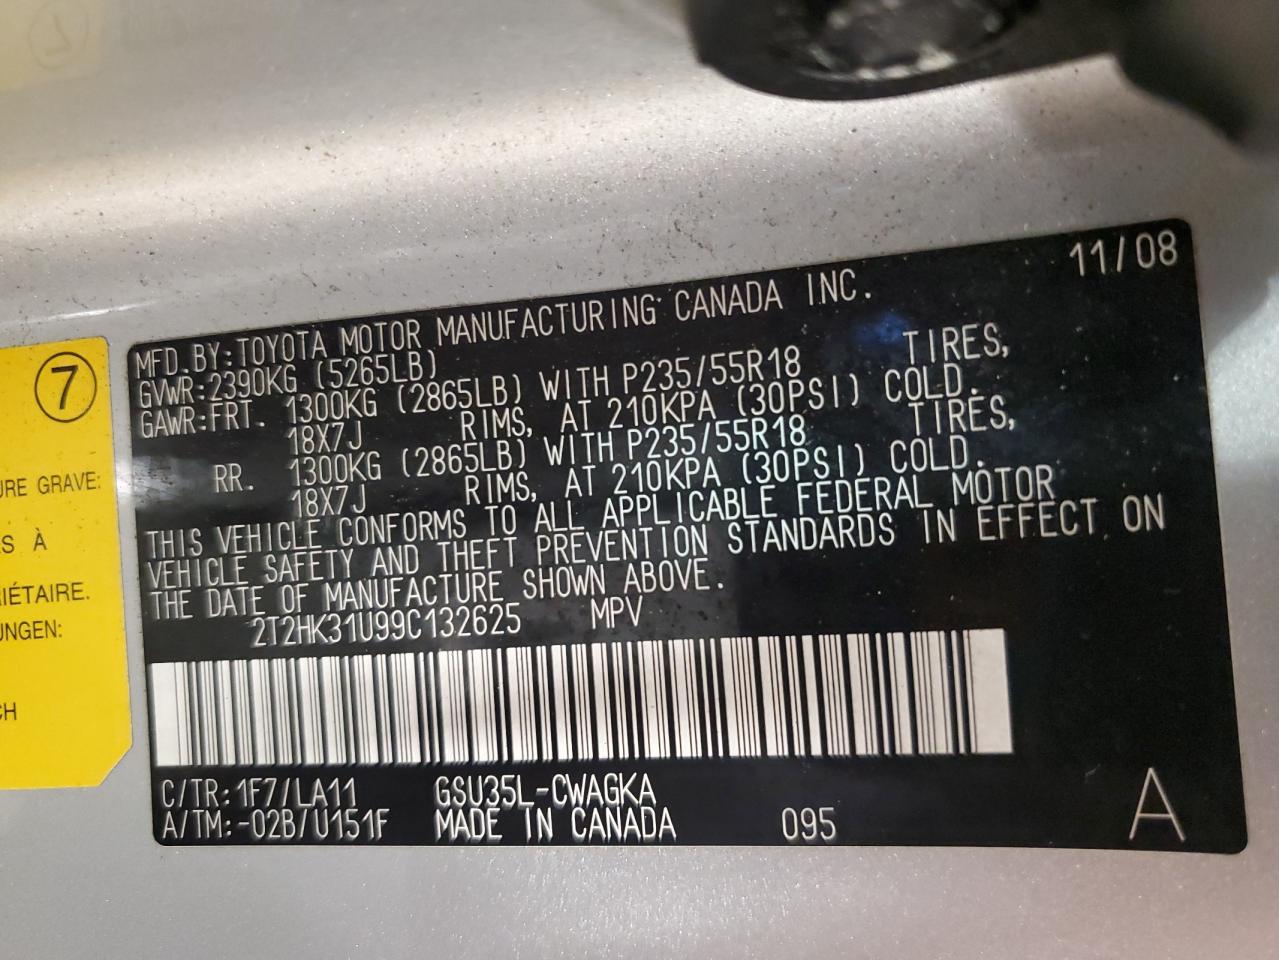 11/08
MFD.BY:TOYOTA MOTOR MANUFACTURING CANADA INC.
GVWR:2390KG (5265LB)
GAWR:FRT. 1300KG (2865LB) WITH P235/55R18 TIRES,
18X7J RIMS, AT 210KPA (30PSI) COLD.
RR. 1300KG (2865LB) WITH P235/55R18 TIRES,
18X7J RIMS, AT 210KPA (30PSI) COLD.
THIS VEHICLE CONFORMS TO ALL APPLICABLE FEDERAL MOTOR
VEHICLE SAFETY AND THEFT PREVENTION STANDARDS IN EFFECT ON
THE DATE OF MANUFACTURE SHOWN ABOVE.
2T2HK31U99C132625 MPV
C/TR:1F7/LA11 GSU35L-CWAGKA
A/TM:-02B/U151F MADE IN CANADA 095 A
7
URE GRAVE:
S À
IÉTAIRE.
UNGEN:
CH